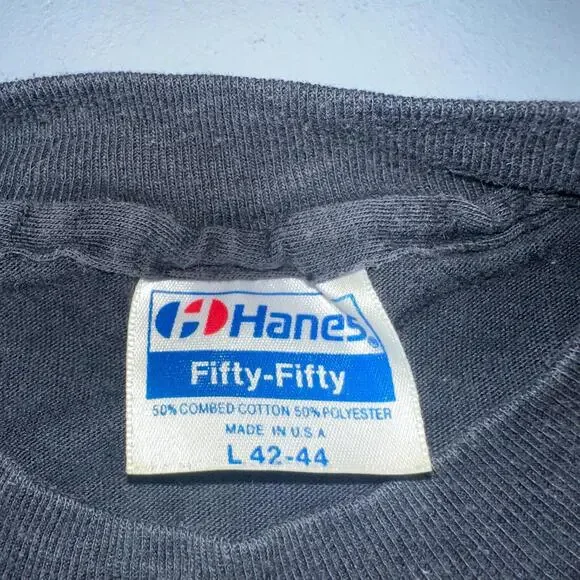 Hanes®
Fifty-Fifty
50% COMBED COTTON 50% POLYESTER
MADE IN U S A
L 42-44